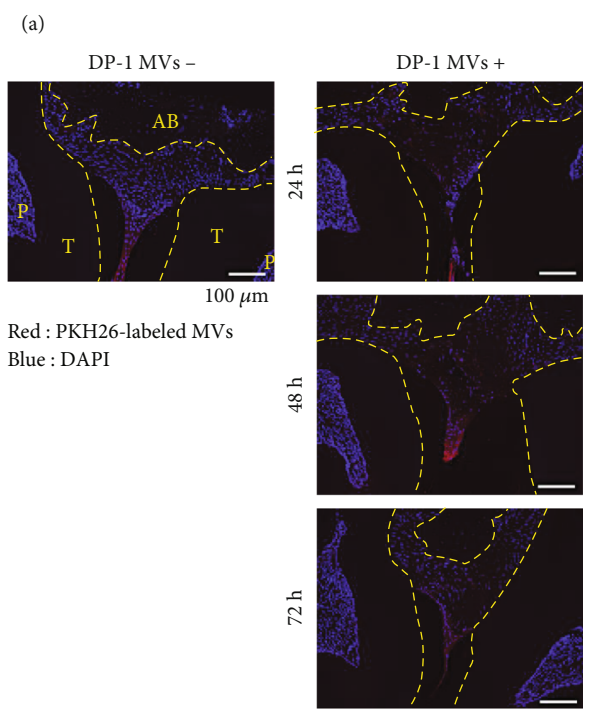 (a)
DP-1 MVs –
DP-1 MVs +
AB
P
T
T
P
100 μm
Red : PKH26-labeled MVs
Blue : DAPI
24 h
48 h
72 h